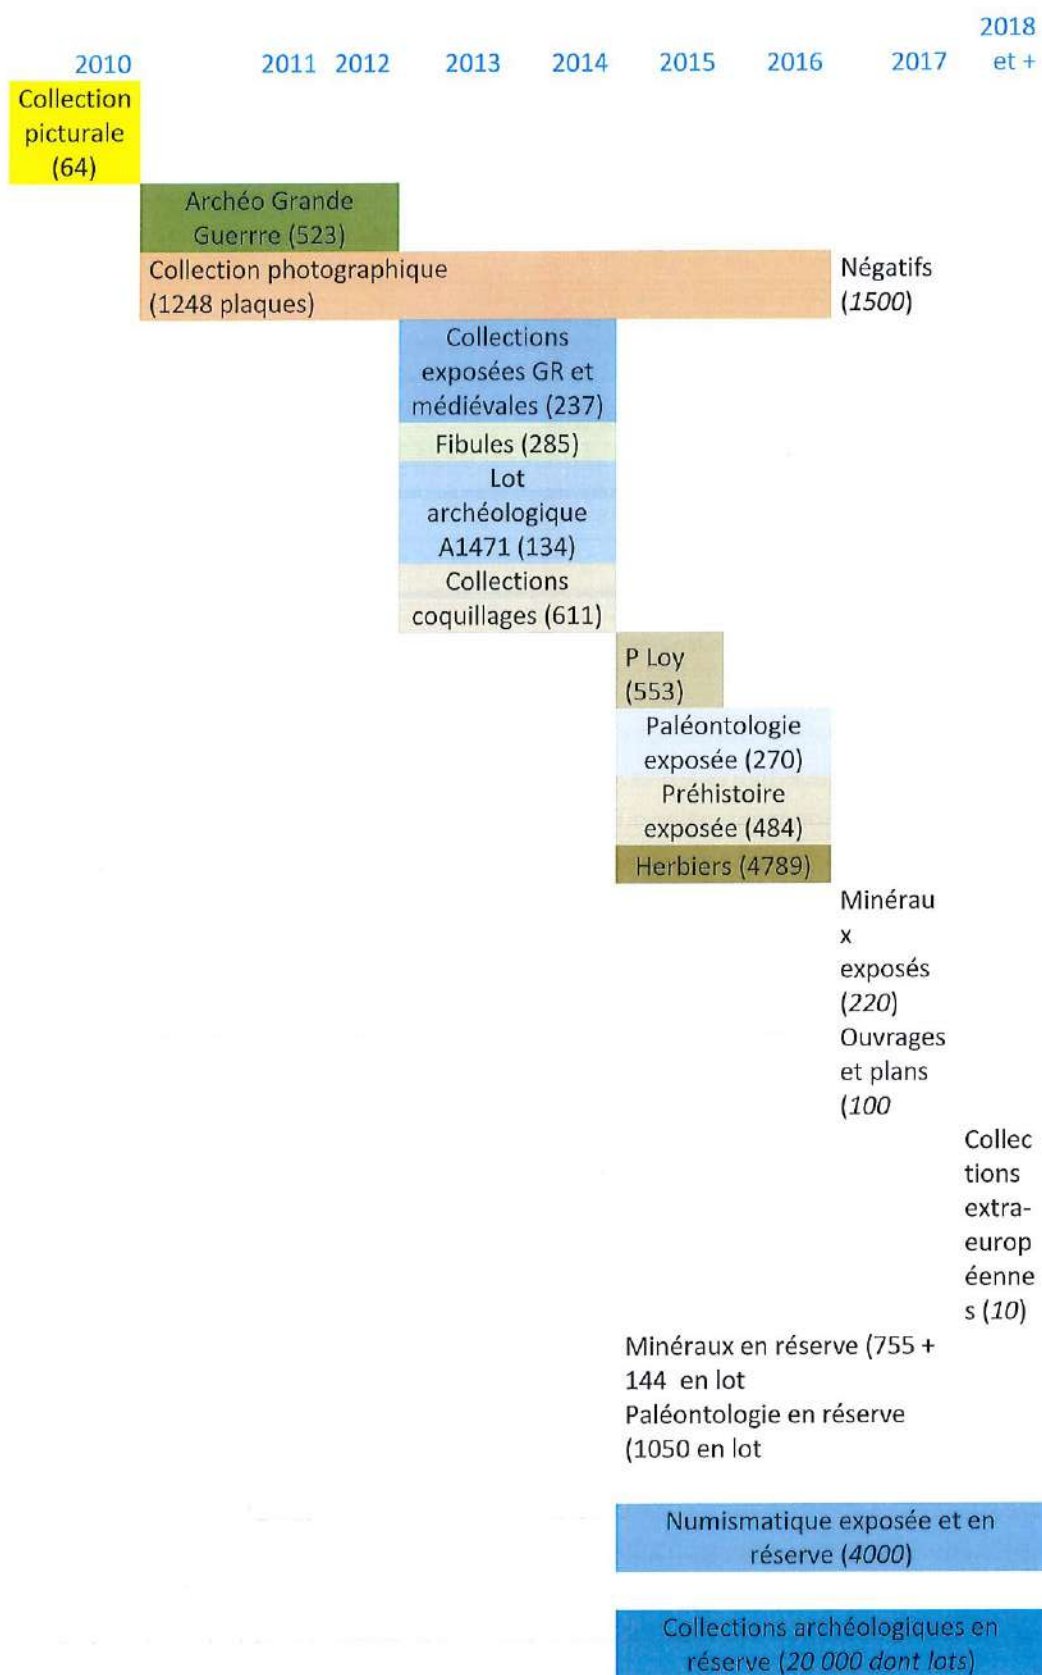 2018
2010 2011 2012 2013 2014 2015 2016 2017 et +
Collection
picturale
(64)
Archéo Grande
Guerrre (523)
Collection photographique
(1248 plaques)
Négatifs
(1500)
Collections
exposées GR et
médiévales (237)
Fibules (285)
Lot
archéologique
A1471 (134)
Collections
coquillages (611)
P Loy
(553)
Paléontologie
exposée (270)
Préhistoire
exposée (484)
Herbiers (4789)
Minérau
x
exposés
(220)
Ouvrages
et plans
(100
Collec
tions
extra-
europ
éenne
s (10)
Minéraux en réserve (755 +
144 en lot
Paléontologie en réserve
(1050 en lot
Numismatique exposée et en
réserve (4000)
Collections archéologiques en
réserve (20 000 dont lots)